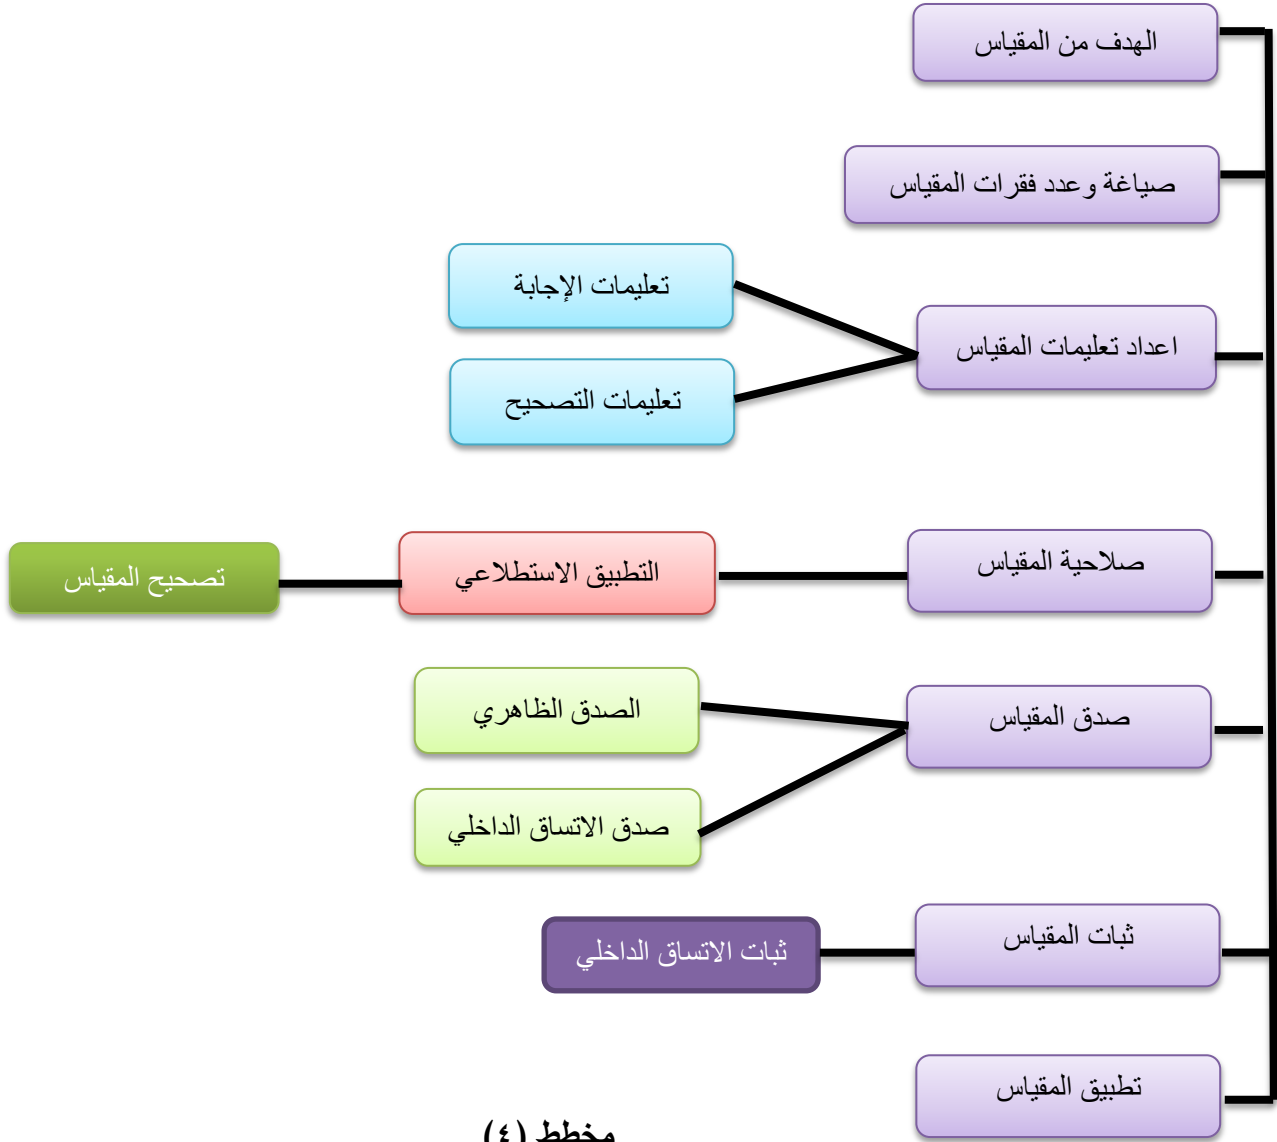 الهدف من المقياس
صياغة وعدد فقرات المقياس
اعداد تعليمات المقياس
تعليمات الإجابة
تعليمات التصحيح
صلاحية المقياس
التطبيق الاستطلاعي
تصحيح المقياس
صدق المقياس
الصدق الظاهري
صدق الاتساق الداخلي
ثبات المقياس
ثبات الاتساق الداخلي
تطبيق المقياس
مخطط (٤)